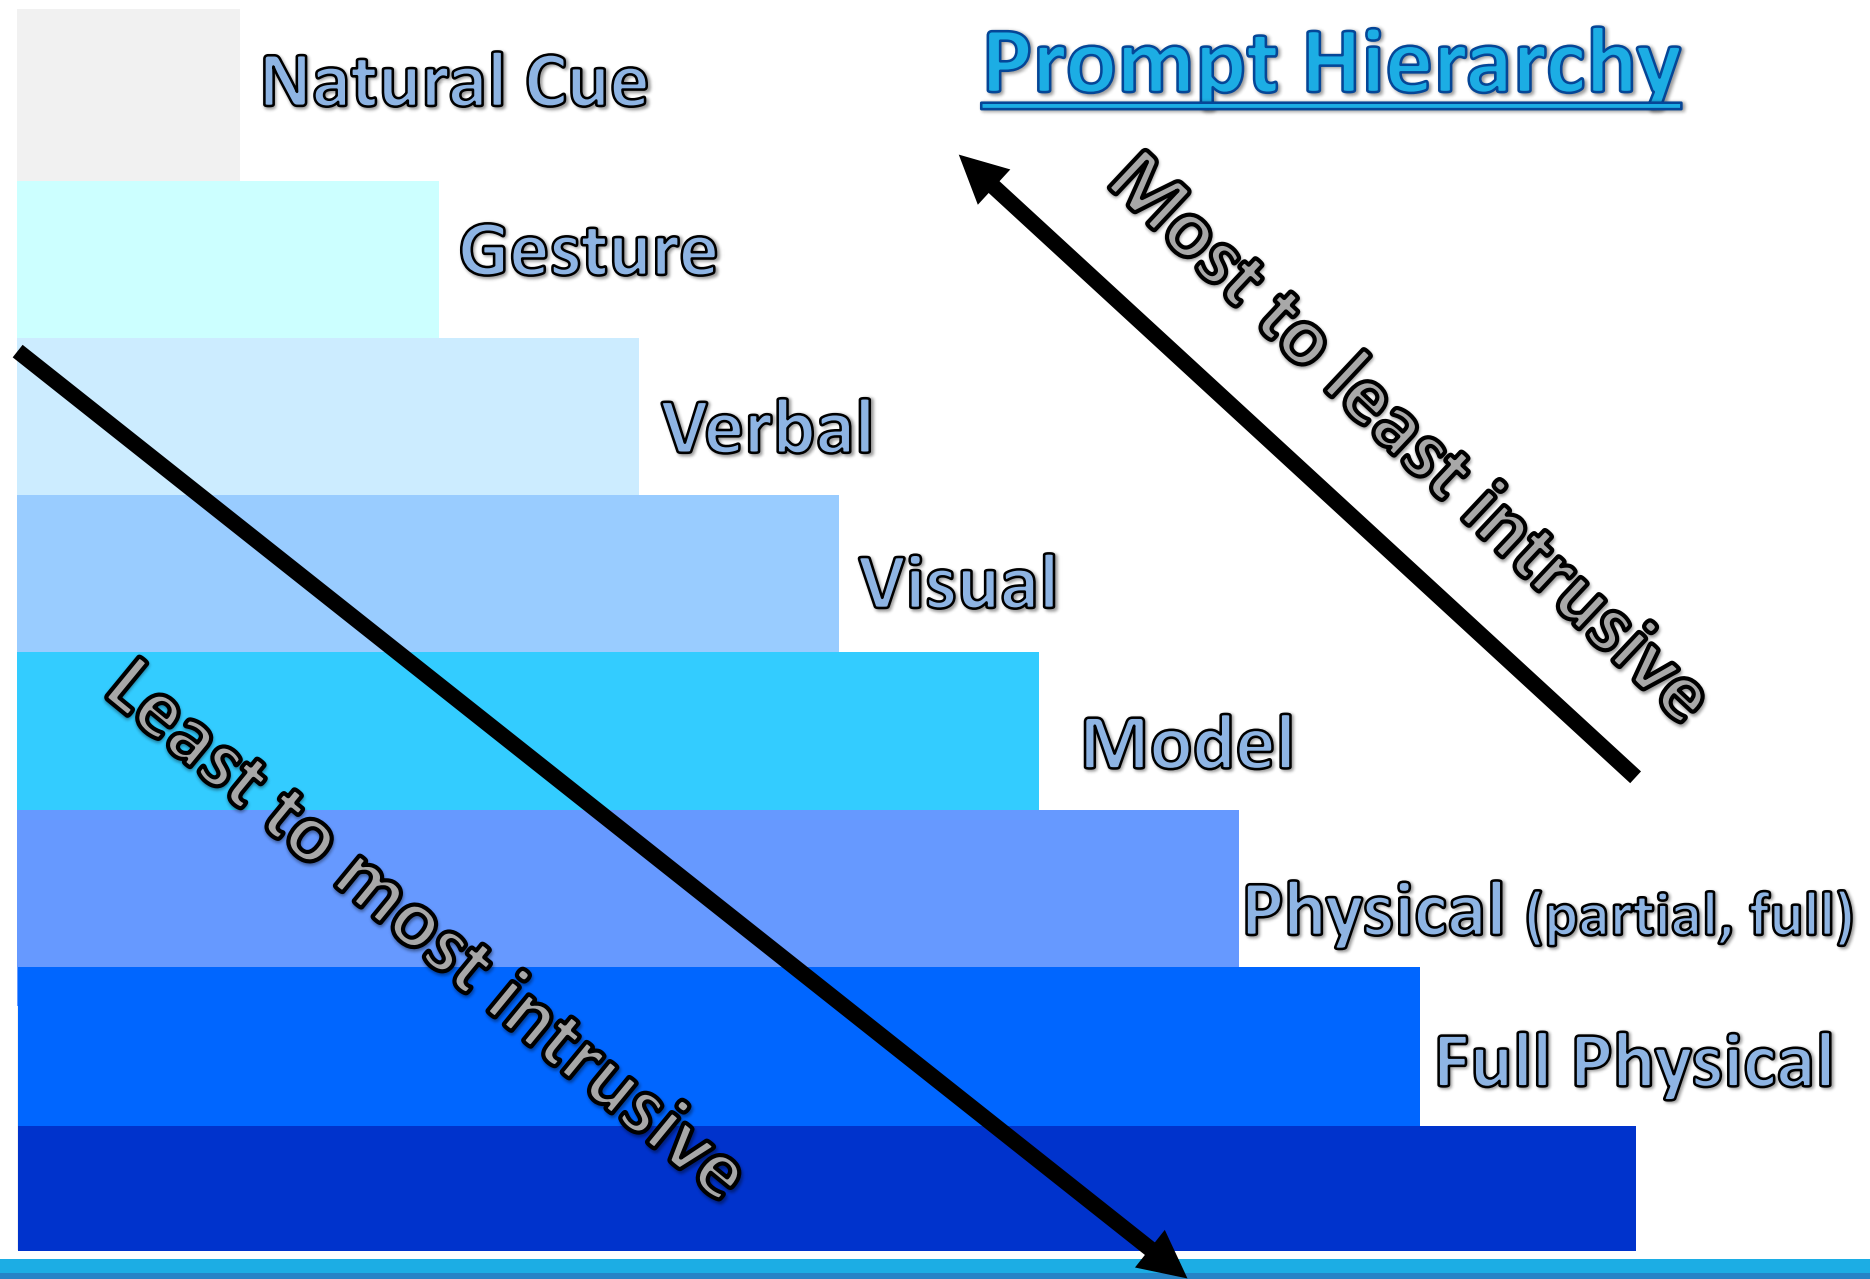 Prompt Hierarchy
Natural Cue
Gesture
Verbal
Visual
Model
Physical (partial, full)
Full Physical
Most to least intrusive
Least to most intrusive